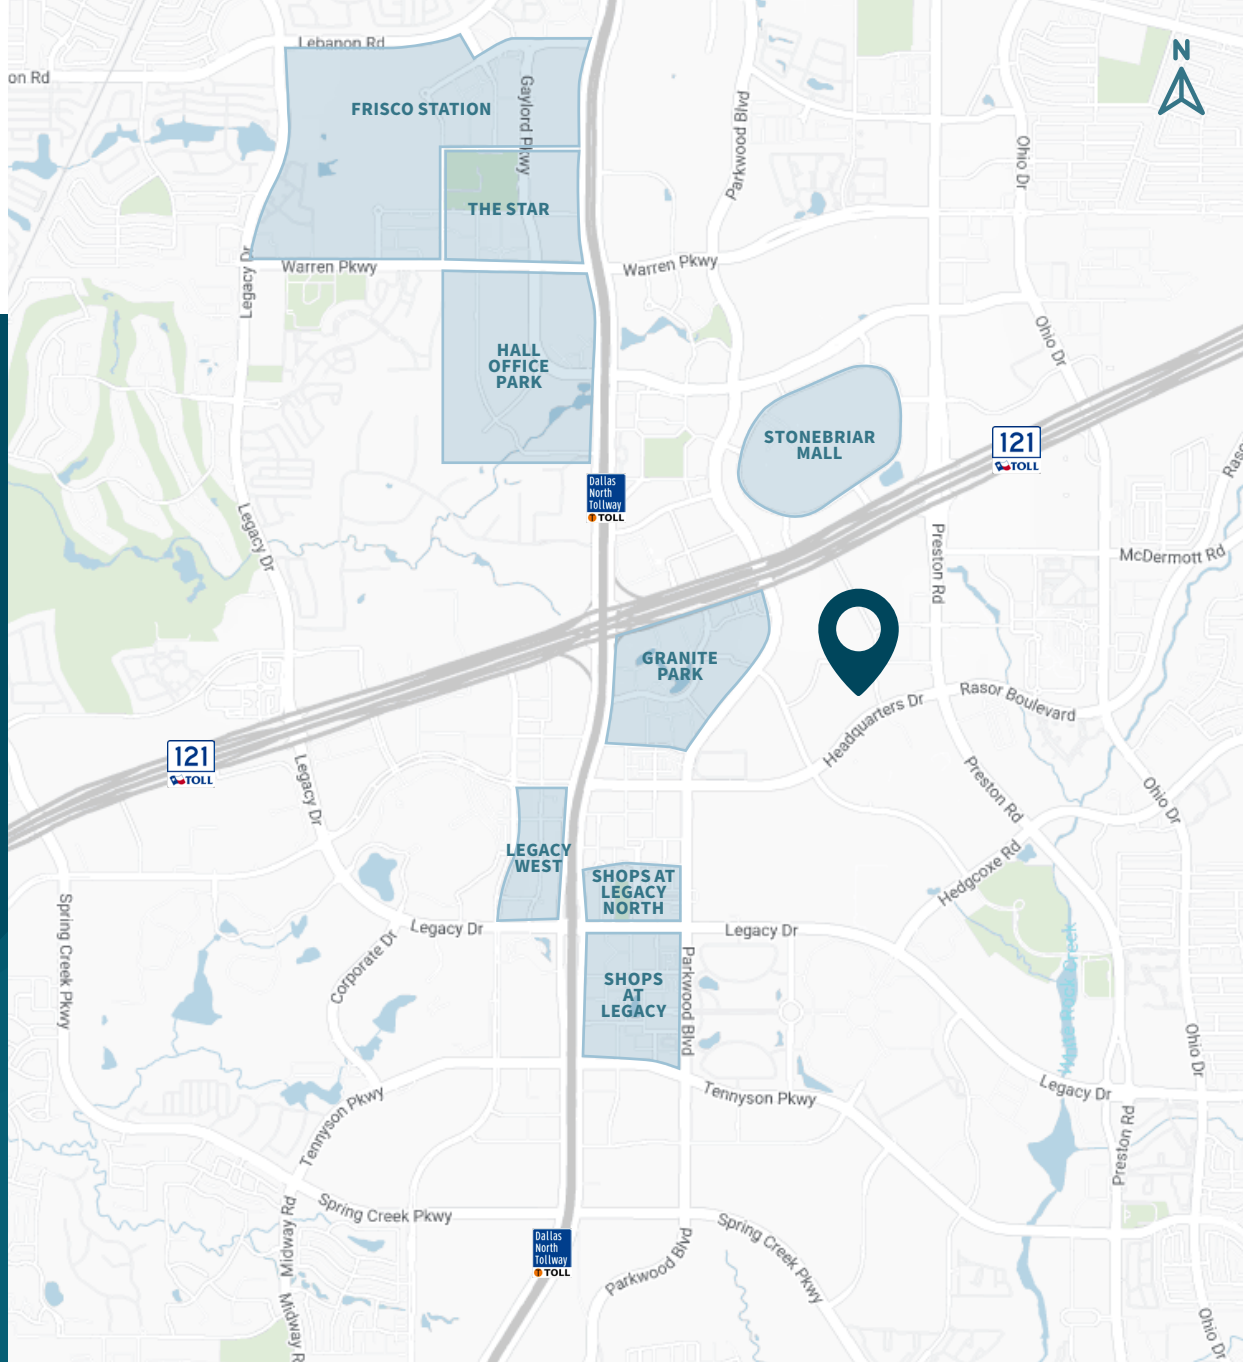 N
Lebanon Rd
on Rd
FRISCO STATION
Gaylord Pkwy
Parkwood Blvd
Ohio Dr
THE STAR
Legacy Dr
Warren Pkwy
Warren Pkwy
HALL
OFFICE
PARK
Ohio Dr
STONEBRIAR
MALL
121
TOLL
Dallas
North
Tollway
TOLL
Legacy Dr
Preston Rd
McDermott Rd
GRANITE
PARK
Headquarters Dr
Rasor Boulevard
121
TOLL
Legacy Dr
Preston Rd
Ohio Dr
LEGACY
WEST
SHOPS AT
LEGACY
NORTH
Hedgcoxe Rd
Spring Creek Pkwy
Corporate Dr
Legacy Dr
Legacy Dr
SHOPS
AT
LEGACY
Parkwood Blvd
White Rock Creek
Ohio Dr
Tennyson Pkwy
Tennyson Pkwy
Legacy Dr
Preston Rd
Midway Rd
Spring Creek Pkwy
Spring Creek Pkwy
Dallas
North
Tollway
TOLL
Parkwood Blvd
Midway R
Ohio Dr